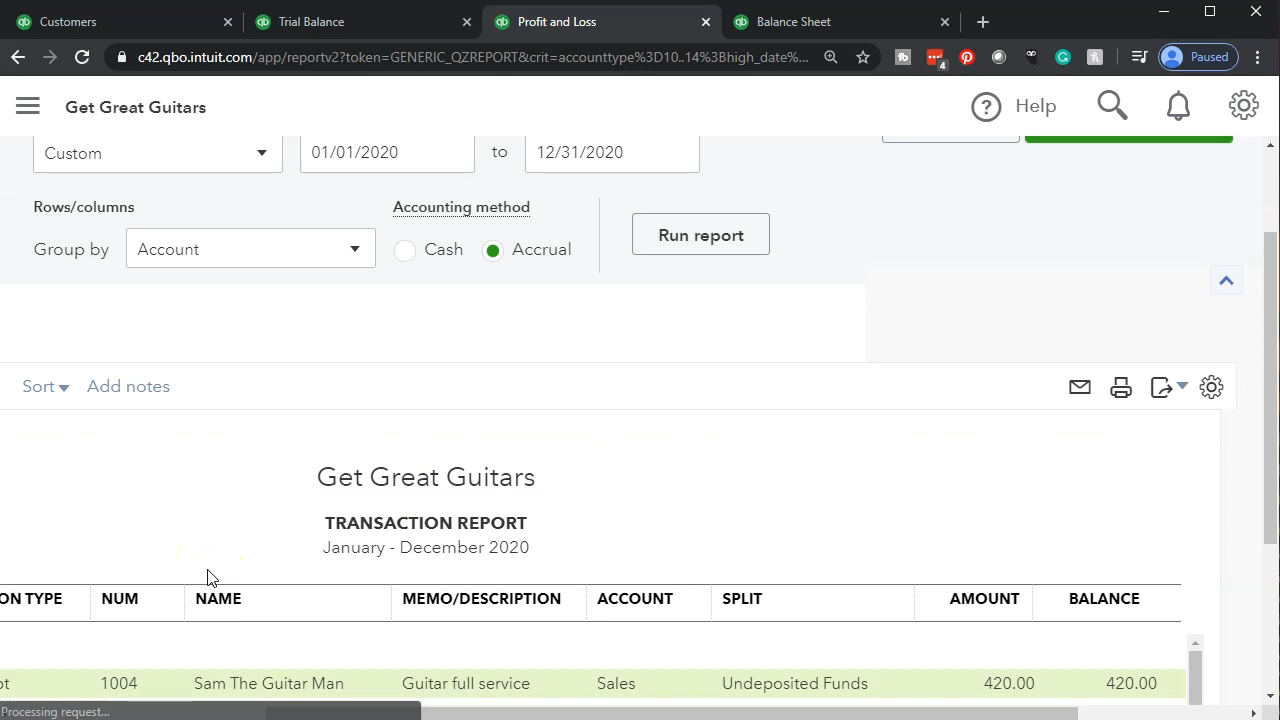 Customers Trial Balance Profit and Loss Balance Sheet
c42.qbo.intuit.com/app/reportv2?token=GENERIC_QZREPORT&crit=accounttype%3D10..14%3Bhigh_date%... 4 Paused
Get Great Guitars Help
Custom 01/01/2020 to 12/31/2020
Rows/columns Accounting method
Group by Account Cash Accrual Run report
Sort Add notes
Get Great Guitars
TRANSACTION REPORT
January - December 2020
ON TYPE NUM NAME MEMO/DESCRIPTION ACCOUNT SPLIT AMOUNT BALANCE
ot 1004 Sam The Guitar Man Guitar full service Sales Undeposited Funds 420.00 420.00
Processing request...